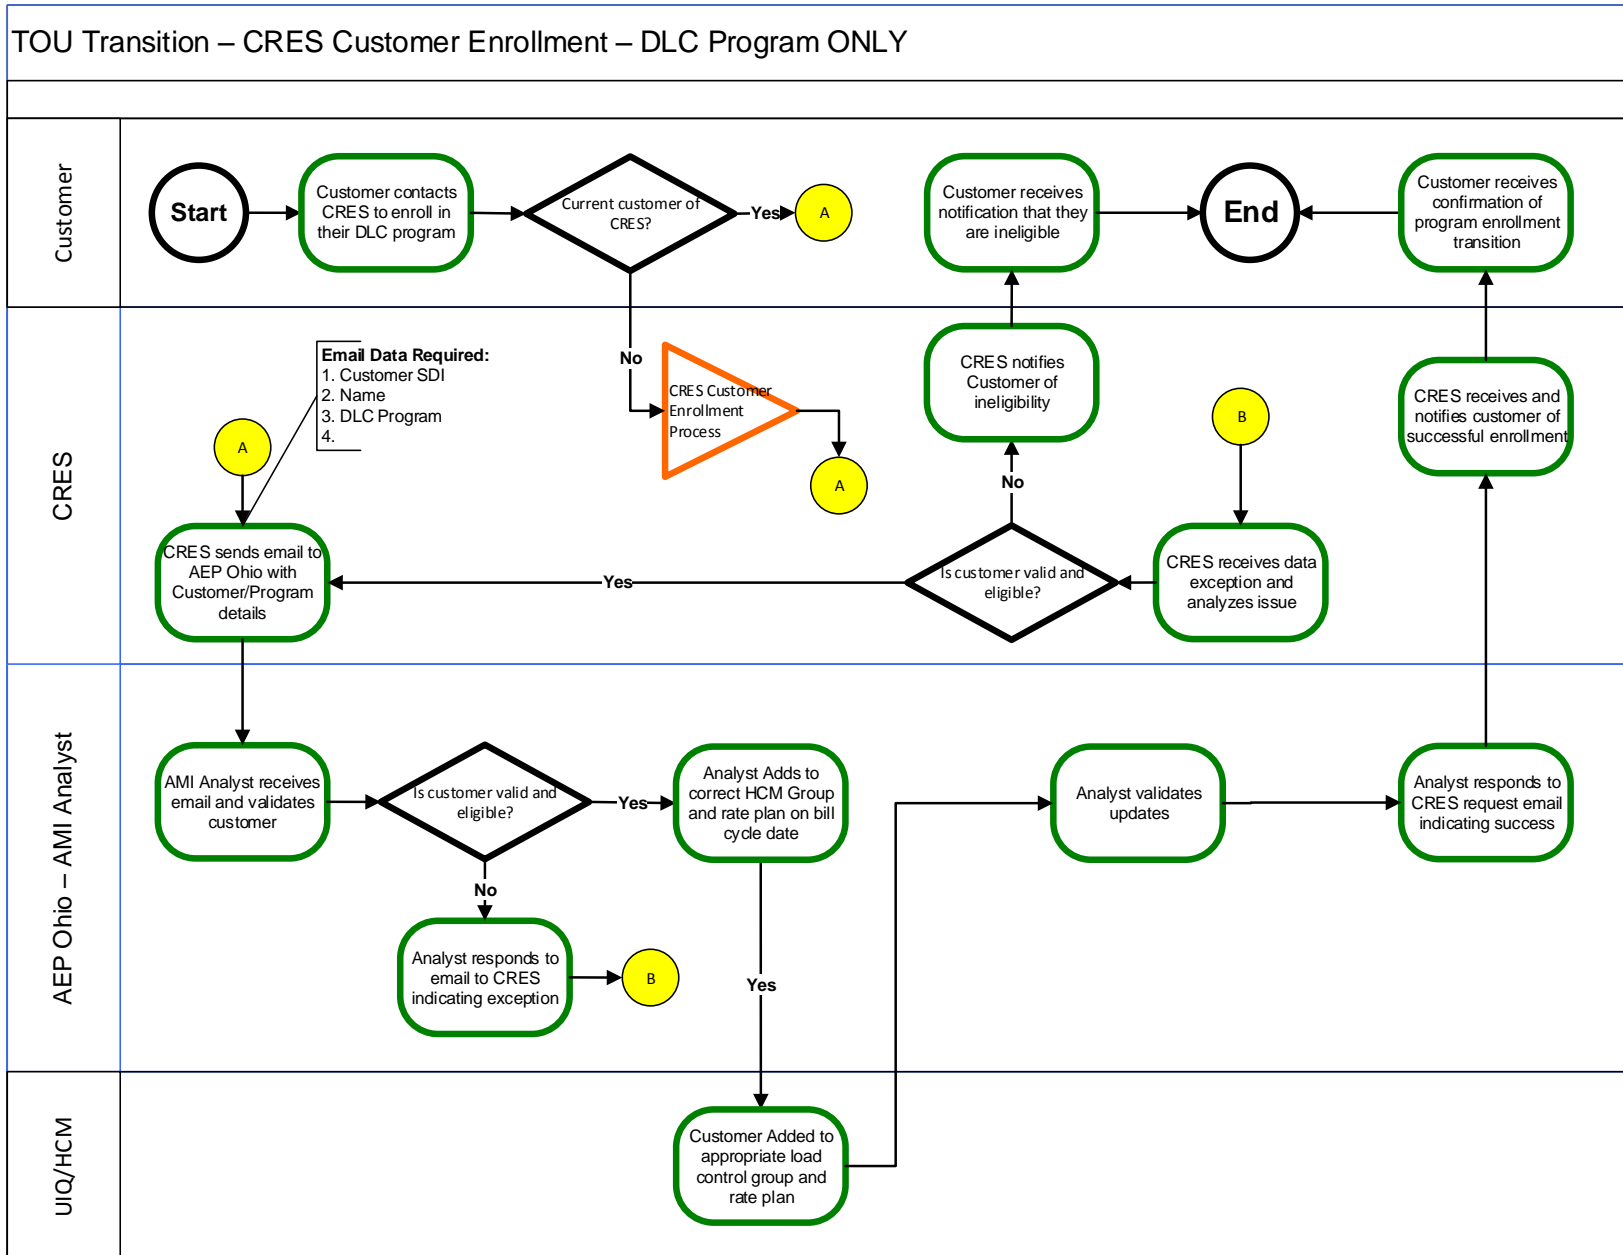 TOU Transition – CRES Customer Enrollment – DLC Program ONLY
Customer
Start
Customer contacts
CRES to enroll in
their DLC program
Current customer of
CRES?
Yes
A
Customer receives
notification that they
are ineligible
End
Customer receives
confirmation of
program enrollment
transition
CRES
No
Email Data Required:
1. Customer SDI
2. Name
3. DLC Program
4.
A
CRES Customer
Enrollment
Process
A
CRES notifies
Customer of
ineligibility
B
CRES receives and
notifies customer of
successful enrollment
No
CRES sends email to
AEP Ohio with
Customer/Program
details
Yes
Is customer valid and
eligible?
CRES receives data
exception and
analyzes issue
AEP Ohio – AMI Analyst
AMI Analyst receives
email and validates
customer
Is customer valid and
eligible?
Yes
Analyst Adds to
correct HCM Group
and rate plan on bill
cycle date
Analyst validates
updates
Analyst responds to
CRES request email
indicating success
No
Analyst responds to
email to CRES
indicating exception
B
Yes
UIQ/HCM
Customer Added to
appropriate load
control group and
rate plan